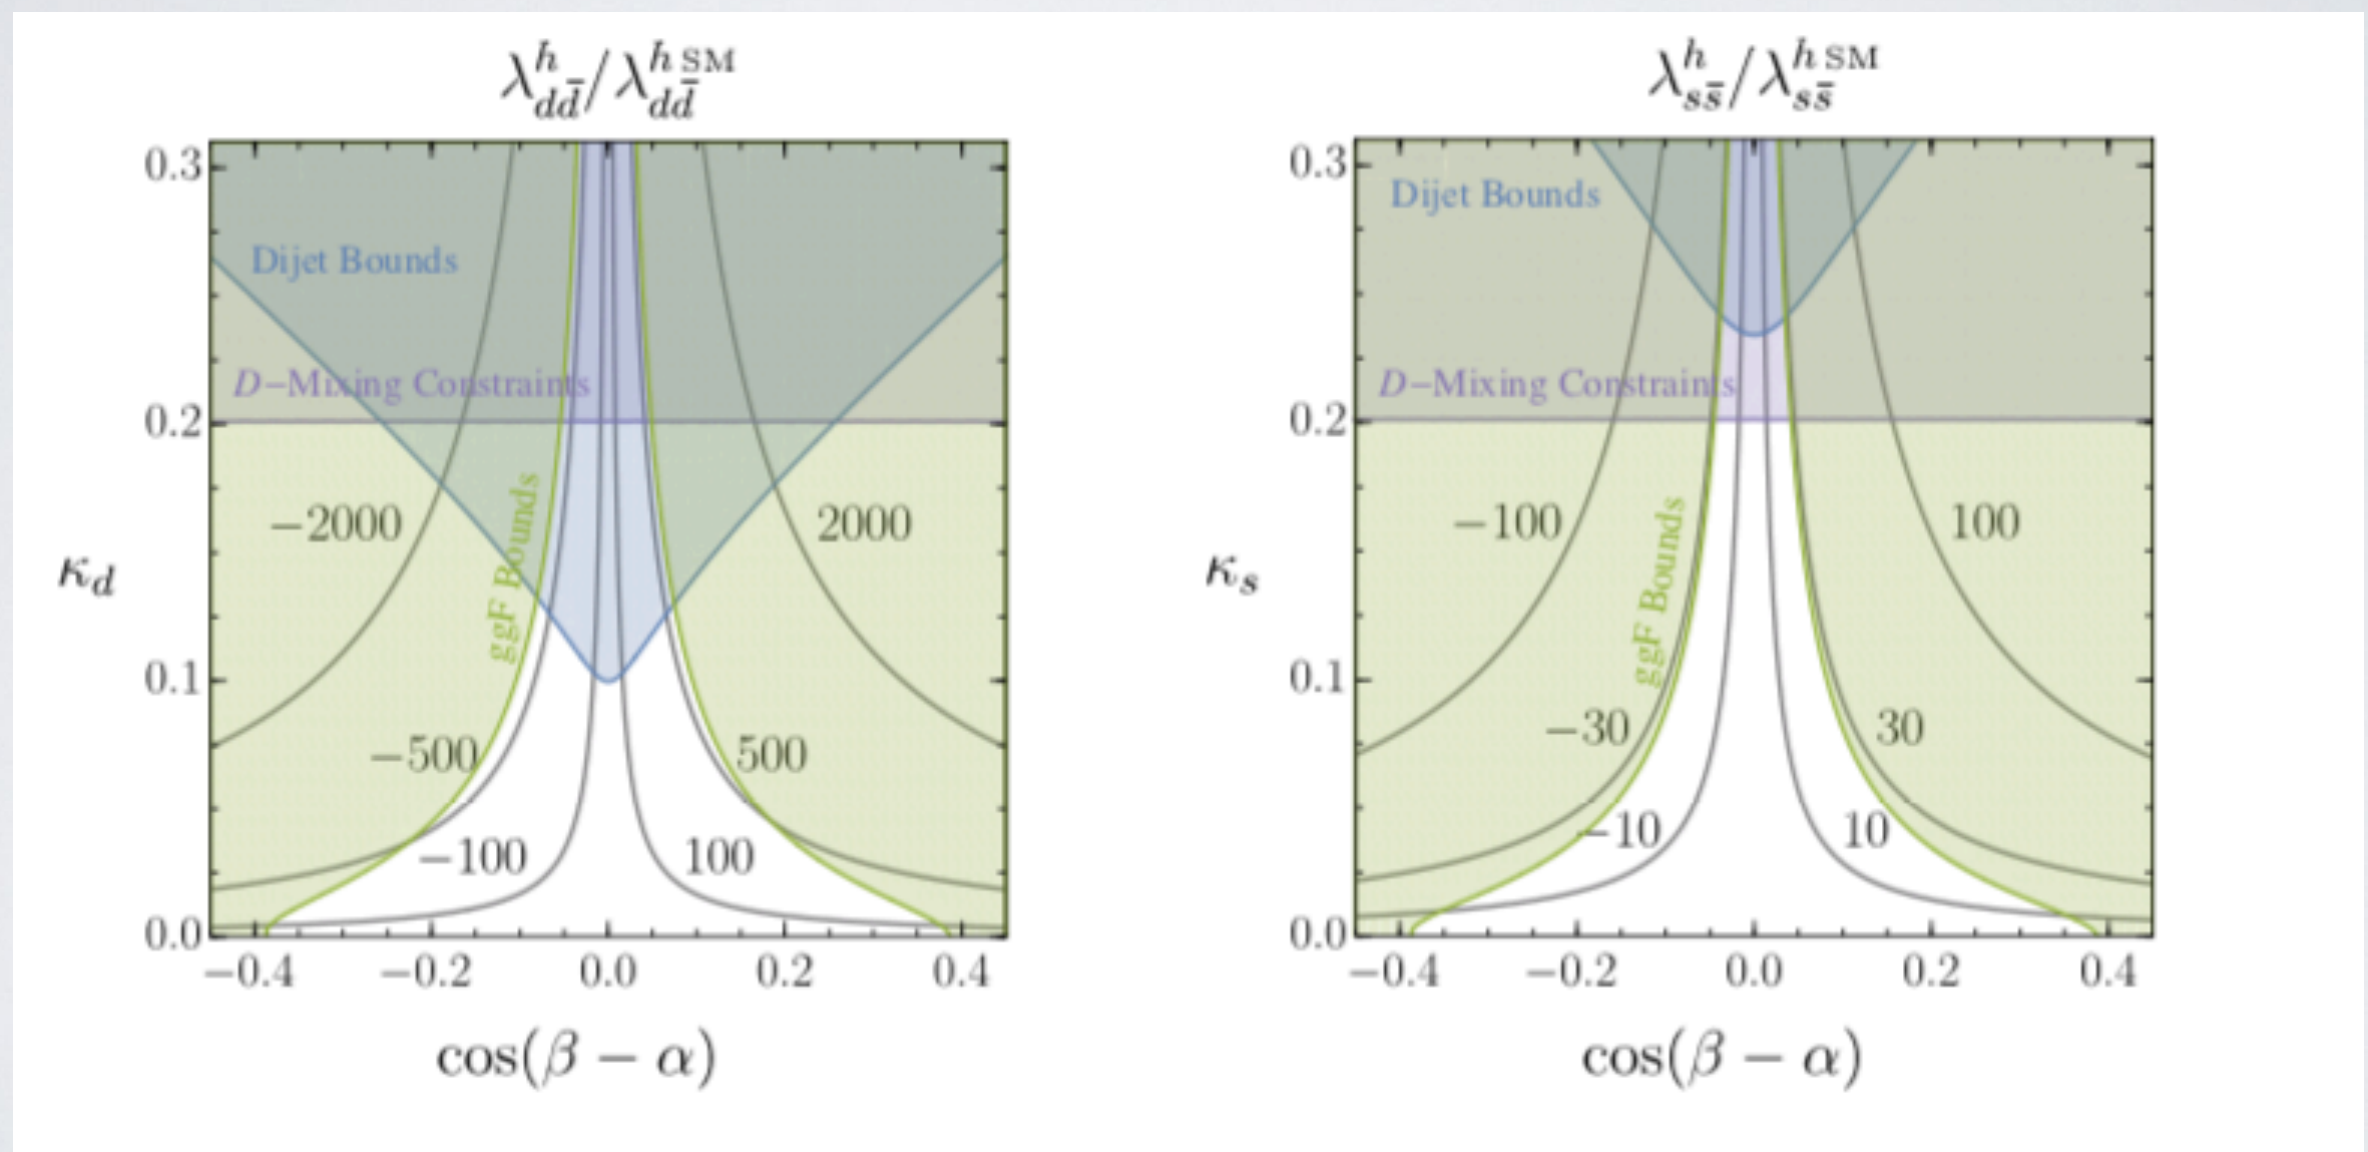 λ^h_{dd̄}/λ^{h SM}_{dd̄}
0.3
Dijet Bounds
D−Mixing Constraints
0.2
−2000
2000
ggF Bounds
κ_d
0.1
−500
500
−100
100
0.0
−0.4 −0.2 0.0 0.2 0.4
cos(β − α)
λ^h_{ss̄}/λ^{h SM}_{ss̄}
0.3
Dijet Bounds
D−Mixing Constraints
0.2
−100
100
ggF Bounds
κ_s
0.1
−30
30
−10
10
0.0
−0.4 −0.2 0.0 0.2 0.4
cos(β − α)